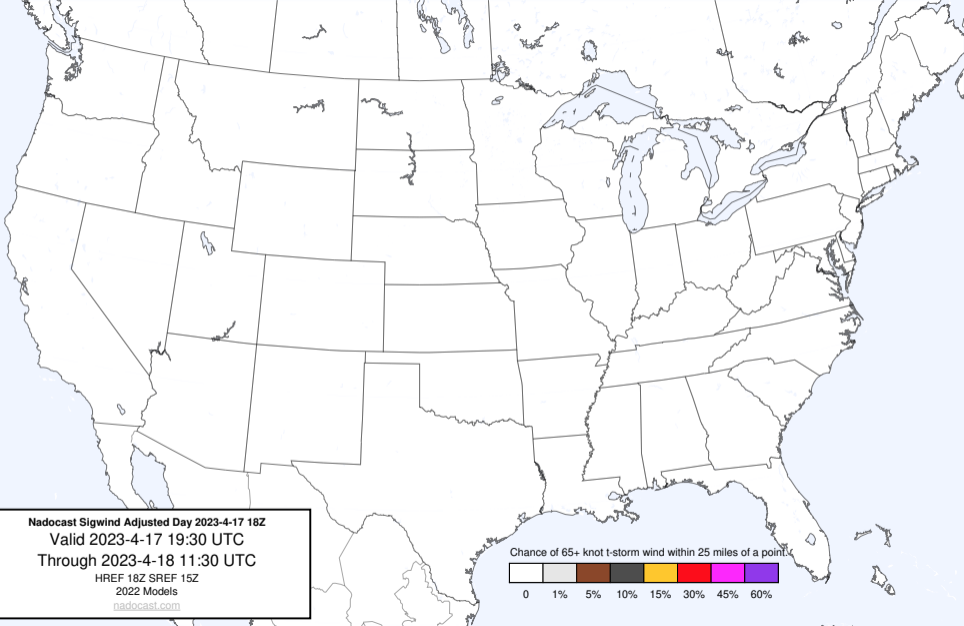 Nadocast Sigwind Adjusted Day 2023-4-17 18Z
Valid 2023-4-17 19:30 UTC
Through 2023-4-18 11:30 UTC
HREF 18Z SREF 15Z
2022 Models
nadocast.com
Chance of 65+ knot t-storm wind within 25 miles of a point.
0 1% 5% 10% 15% 30% 45% 60%